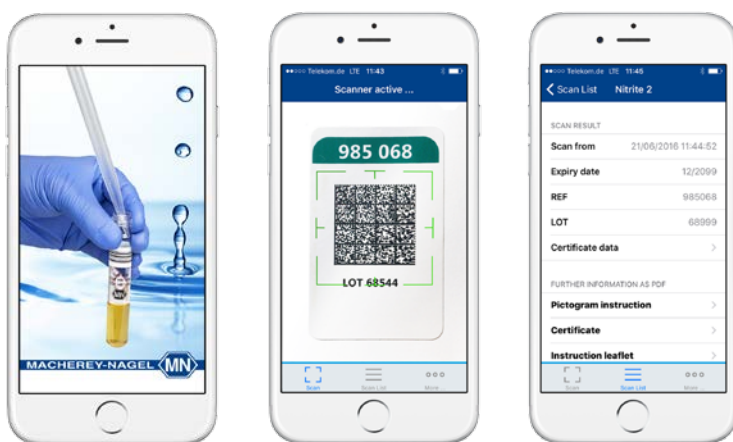 MN
MACHEREY-NAGEL MN
Telekom.de LTE 11:43
Scanner active ...
985 068
LOT 68544
Scan
Scan List
More ...
Telekom.de LTE 11:45
Scan List Nitrite 2
SCAN RESULT
Scan from 21/06/2016 11:44:52
Expiry date 12/2099
REF 985068
LOT 68999
Certificate data
FURTHER INFORMATION AS PDF
Pictogram instruction
Certificate
Instruction leaflet
Scan
Scan List
More ...